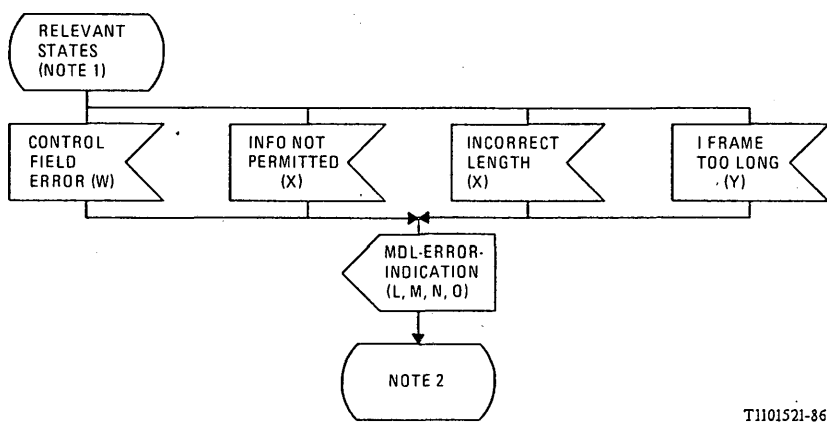 RELEVANT
STATES
(NOTE 1)
CONTROL
FIELD
ERROR (W)
INFO NOT
PERMITTED
(X)
INCORRECT
LENGTH
(X)
I FRAME
TOO LONG
(Y)
MDL-ERROR-
INDICATION
(L, M, N, O)
NOTE 2
T1101521-86